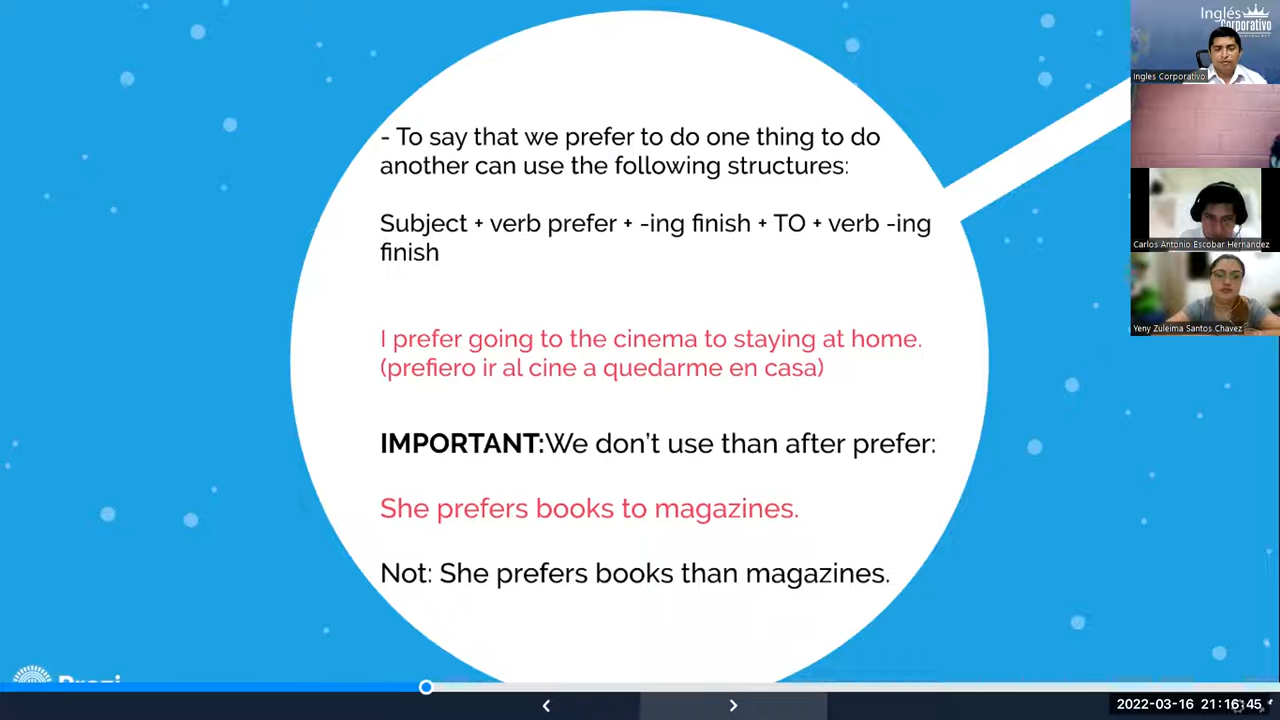 - To say that we prefer to do one thing to do
another can use the following structures:
Subject + verb prefer + -ing finish + TO + verb -ing
finish
I prefer going to the cinema to staying at home.
(prefiero ir al cine a quedarme en casa)
IMPORTANT:We don't use than after prefer:
She prefers books to magazines.
Not: She prefers books than magazines.
Inglés
Corporativo
Ingles Corporativo
Carlos Antonio Escobar Hernandez
Yeny Zuleima Santos Chavez
Prezi
2022-03-16 21:16:45